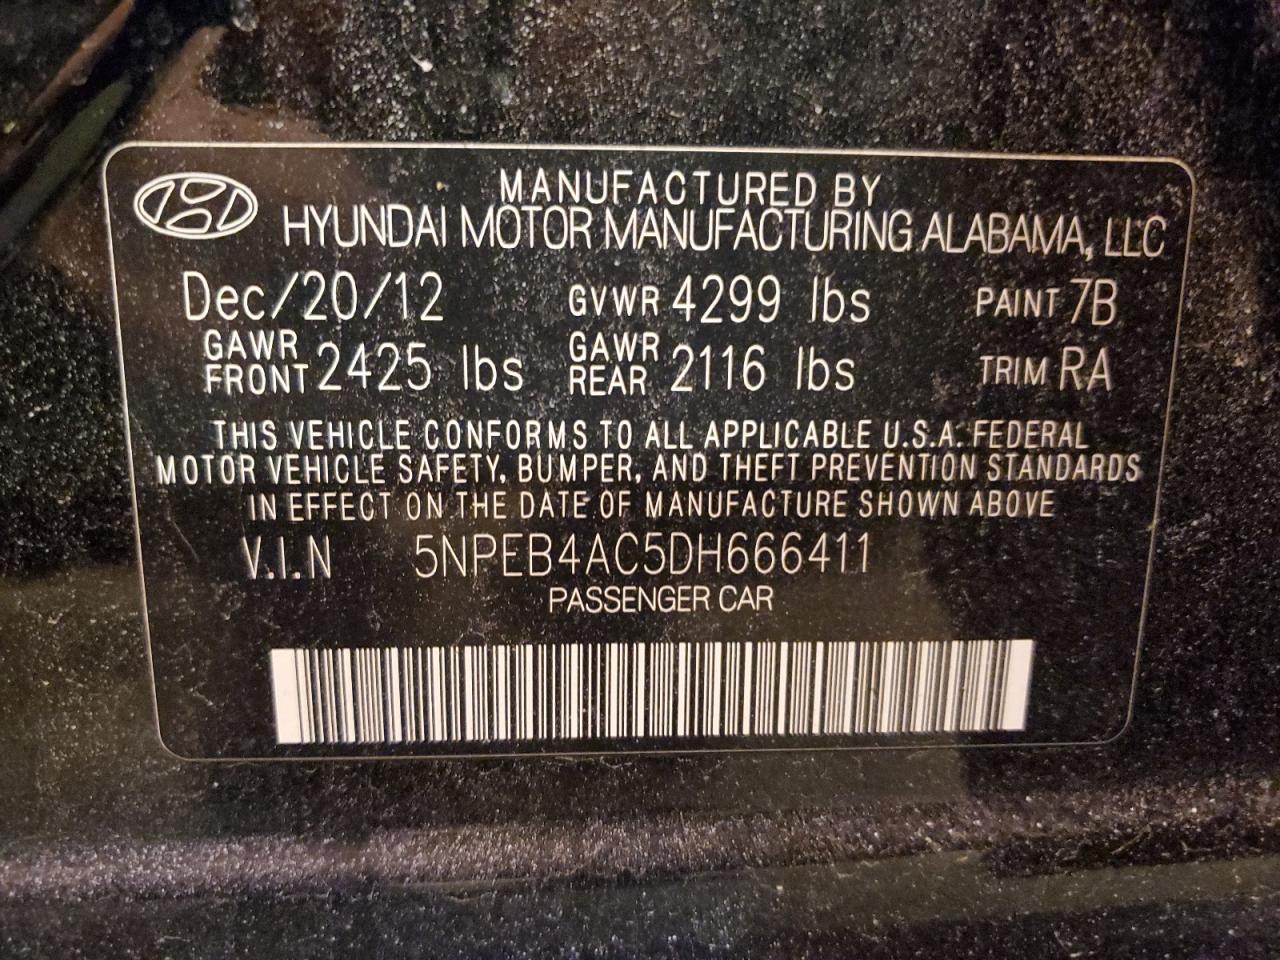 MANUFACTURED BY
HYUNDAI MOTOR MANUFACTURING ALABAMA, LLC
Dec/20/12 GVWR 4299 lbs PAINT 7B
GAWR FRONT 2425 lbs GAWR REAR 2116 lbs TRIM RA
THIS VEHICLE CONFORMS TO ALL APPLICABLE U.S.A. FEDERAL
MOTOR VEHICLE SAFETY, BUMPER, AND THEFT PREVENTION STANDARDS
IN EFFECT ON THE DATE OF MANUFACTURE SHOWN ABOVE
V.I.N 5NPEB4AC5DH666411
PASSENGER CAR